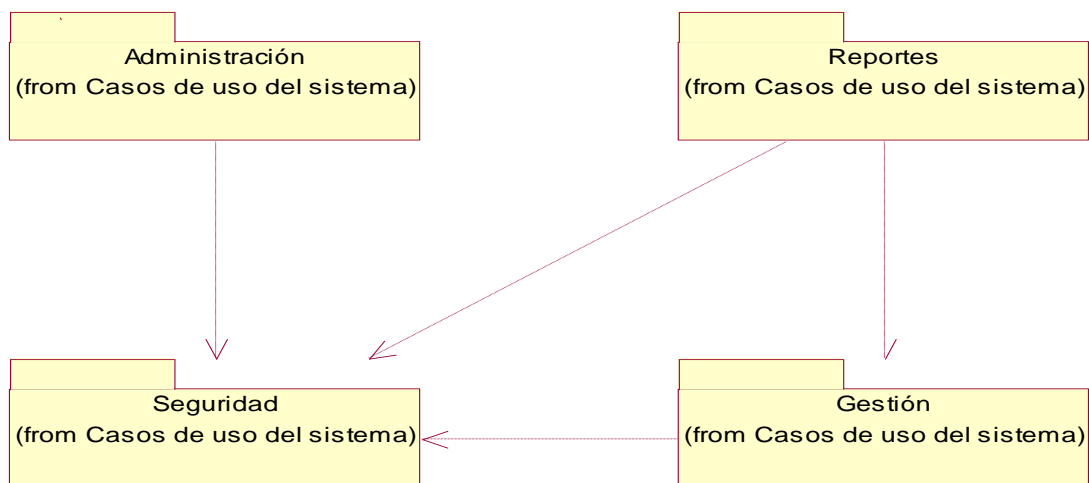 Administración
(from Casos de uso del sistema)
Reportes
(from Casos de uso del sistema)
Seguridad
(from Casos de uso del sistema)
Gestión
(from Casos de uso del sistema)